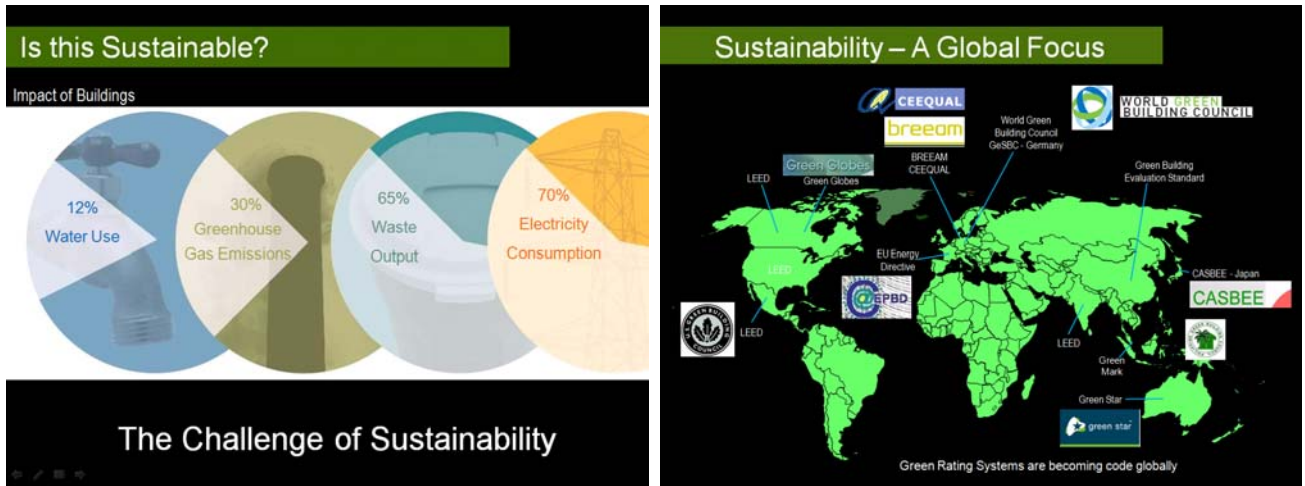 Is this Sustainable?
Impact of Buildings
12%
Water Use
30%
Greenhouse
Gas Emissions
65%
Waste
Output
70%
Electricity
Consumption
The Challenge of Sustainability
Sustainability – A Global Focus
CEEQUAL
breeam
BREEAM
CEEQUAL
World Green
Building Council
GeSBC - Germany
WORLD GREEN
BUILDING COUNCIL
Green Globes
Green Globes
LEED
Green Building
Evaluation Standard
EU Energy
Directive
EPBD
LEED
LEED
U.S. GREEN BUILDING COUNCIL
CASBEE - Japan
CASBEE
LEED
Green
Mark
Green Star
green star
Green Rating Systems are becoming code globally